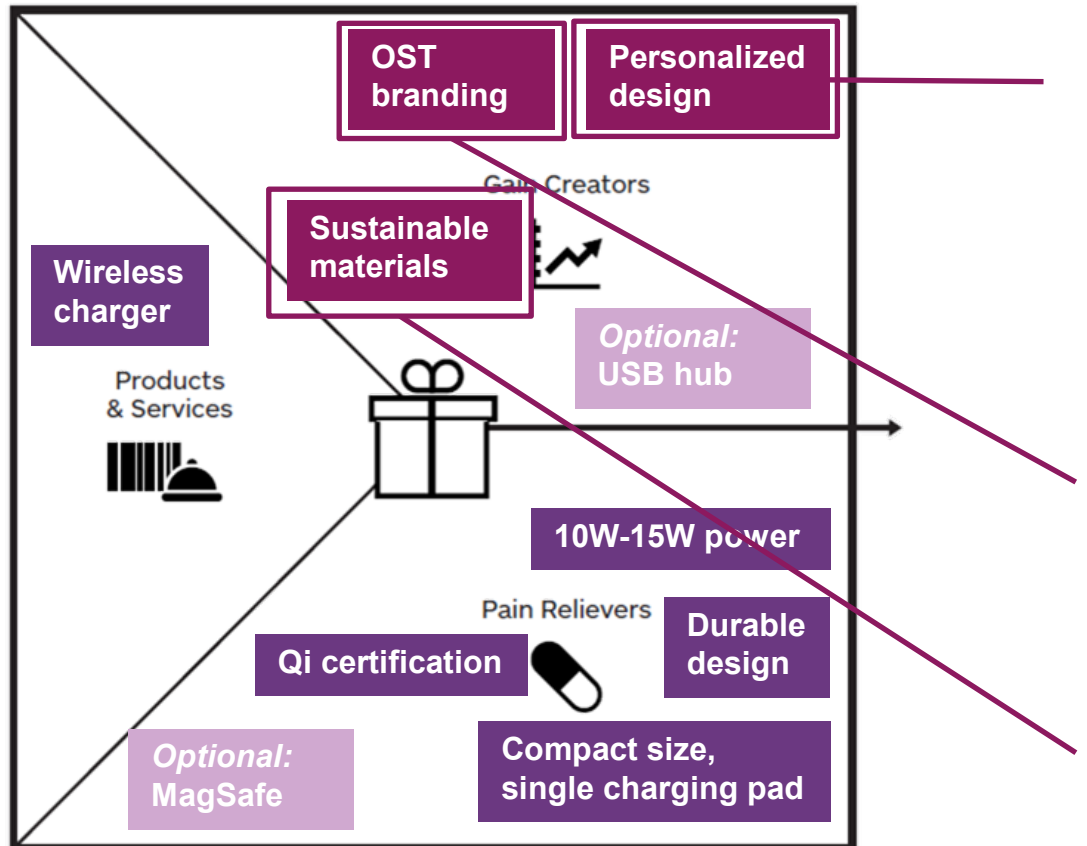 OST
branding
Personalized
design
Gain Creators
Sustainable
materials
Wireless
charger
Optional:
USB hub
Products
& Services
10W-15W power
Pain Relievers
Durable
design
Qi certification
Compact size,
single charging pad
Optional:
MagSafe